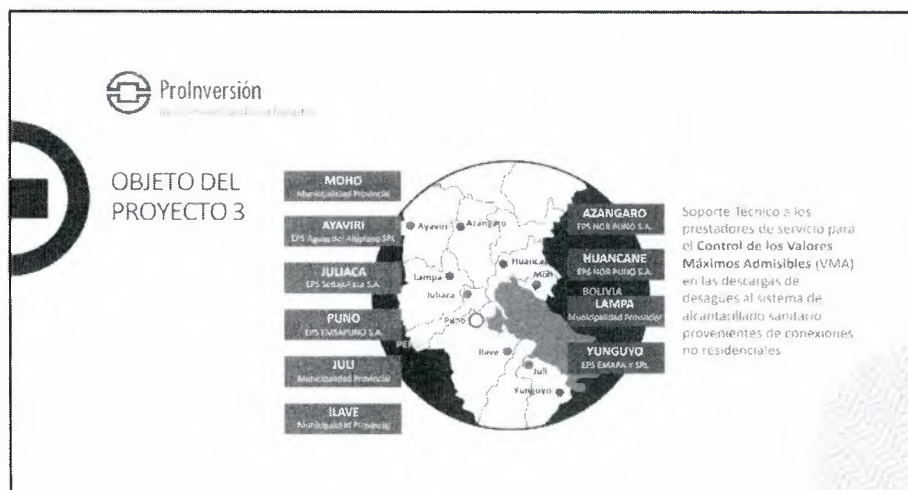 ProInversión
OBJETO DEL
PROYECTO 3
MOHO
Municipalidad Provincial
AYAVIRI
EPS Aguas del Altiplano SRL
JULIACA
EPS SedaJuliaca S.A.
PUNO
EPS EMSAPUNO S.A.
JULI
Municipalidad Provincial
ILAVE
Municipalidad Provincial
Ayaviri
Azangaro
Huancan
Moh
Lampa
Juliaca
Puno
Ilave
Juli
Yunguyo
BOLIVIA
AZANGARO
EPS NOR PUNO S.A.
HUANCANE
EPS NOR PUNO S.A.
LAMPA
Municipalidad Provincial
YUNGUYO
EPS EMAPA Y SRL
Soporte Técnico a los
prestadores de servicio para
el Control de los Valores
Máximos Admisibles (VMA)
en las descargas de
desagües al sistema de
alcantarillado sanitario
provenientes de conexiones
no residenciales